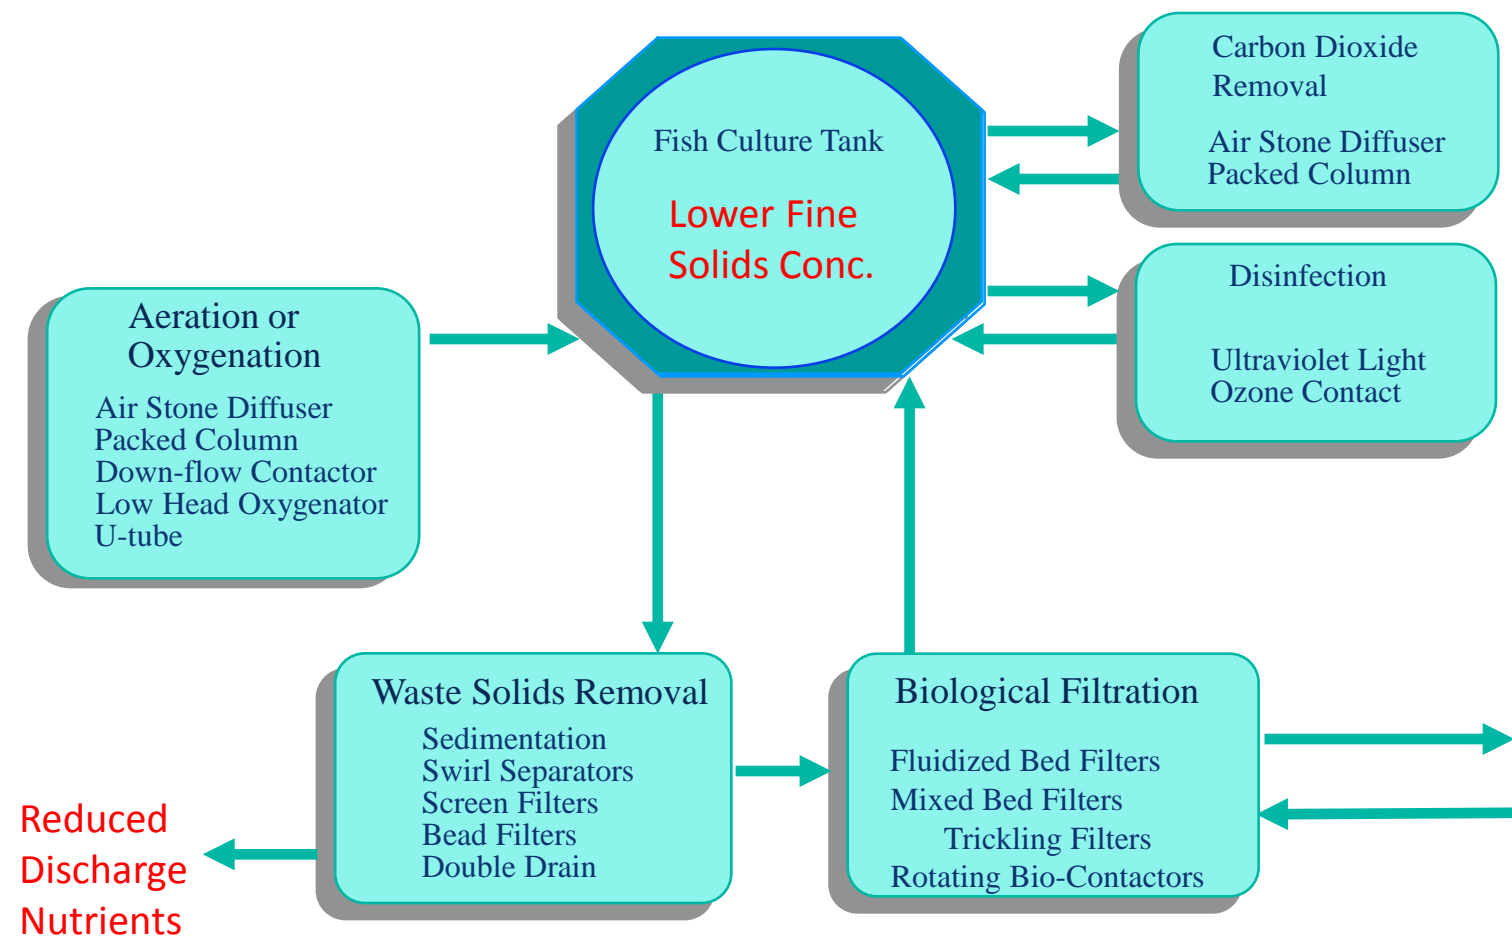 Carbon Dioxide
Removal
Air Stone Diffuser
Packed Column
Fish Culture Tank
Lower Fine
Solids Conc.
Disinfection
Ultraviolet Light
Ozone Contact
Aeration or
Oxygenation
Air Stone Diffuser
Packed Column
Down-flow Contactor
Low Head Oxygenator
U-tube
Waste Solids Removal
Sedimentation
Swirl Separators
Screen Filters
Bead Filters
Double Drain
Biological Filtration
Fluidized Bed Filters
Mixed Bed Filters
Trickling Filters
Rotating Bio-Contactors
Reduced
Discharge
Nutrients